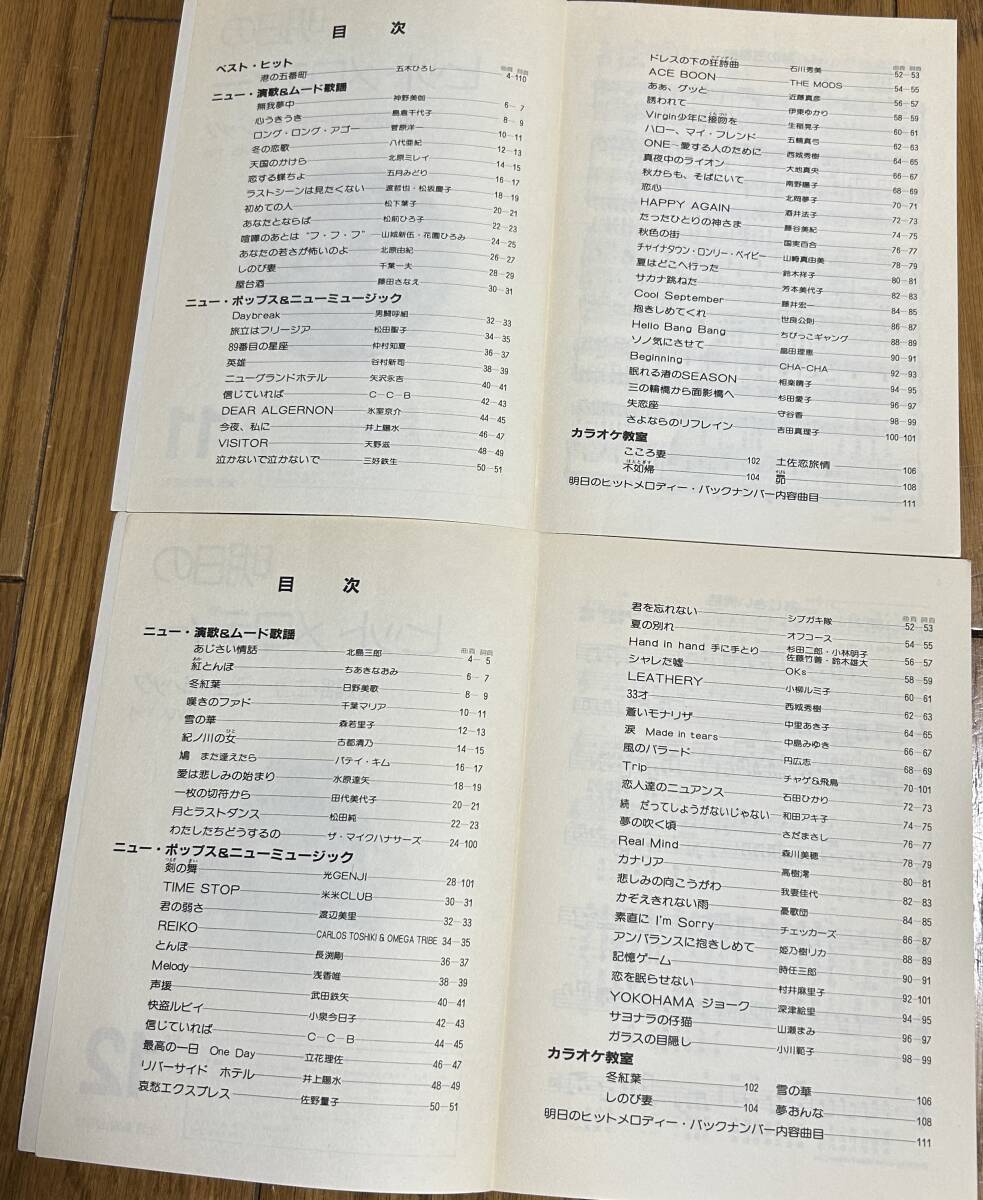 目 次
ベスト・ヒット
曲頁 詞頁
港の五番町 五木ひろし 4-110
ニュー・演歌&ムード歌謡
無我夢中 神野美伽 6-7
心うきうき 島倉千代子 8-9
ロング・ロング・アゴー 菅原洋一 10-11
冬の恋歌 八代亜紀 12-13
天国のかけら 北原ミレイ 14-15
恋する蝶ちょ 五月みどり 16-17
ラストシーンは見たくない 渡哲也・松坂慶子 18-19
初めての人 松下葉子 20-21
あなたとならば 松前ひろ子 22-23
喧嘩のあとは“フ・フ・フ” 山城新伍・花園ひろみ 24-25
あなたの若さが怖いのよ 北原由紀 26-27
しのび妻 千葉一夫 28-29
屋台酒 藤田さなえ 30-31
ニュー・ポップス&ニューミュージック
Daybreak 男闘呼組 32-33
旅立はフリージア 松田聖子 34-35
89番目の星座 仲村知夏 36-37
英雄 谷村新司 38-39
ニューグランドホテル 矢沢永吉 40-41
信じていれば C-C-B 42-43
DEAR ALGERNON 氷室京介 44-45
今夜、私に 井上陽水 46-47
VISITOR 天野滋 48-49
泣かないで泣かないで 三好鉄生 50-51
曲頁 詞頁
ドレスの下の狂詩曲 石川秀美 52-53
ACE BOON THE MODS 54-55
ああ、グッと 近藤真彦 56-57
誘われて 伊東ゆかり 58-59
Virgin少年に接吻を 生稲晃子 60-61
ハロー、マイ・フレンド 五輪真弓 62-63
ONE〜愛する人のために 西城秀樹 64-65
真夜中のライオン 大地真央 66-67
秋からも、そばにいて 南野陽子 68-69
恋心 北岡夢子 70-71
HAPPY AGAIN 酒井法子 72-73
たったひとりの神さま 藤谷美紀 74-75
秋色の街 国実百合 76-77
チャイナタウン・ロンリー・ベイビー 山崎真由美 78-79
夏はどこへ行った 鈴木祥子 80-81
サカナ跳ねた 芳本美代子 82-83
Cool September 藤井宏一 84-85
抱きしめてくれ 世良公則 86-87
Hello Bang Bang ちびっこギャング 88-89
ソノ気にさせて 畠田理恵 90-91
Beginning CHA-CHA 92-93
眠れる渚のSEASON 相楽晴子 94-95
三の輪橋から面影橋へ 杉田愛子 96-97
失恋座 守谷香 98-99
さよならのリフレイン 吉田真理子 100-101
カラオケ教室
こころ妻 102 土佐恋旅情 106
ほととぎす すばる
不如帰 104 昴 108
明日のヒットメロディー・バックナンバー内容曲目 111
目 次
ニュー・演歌&ムード歌謡
曲頁 詞頁
あじさい情話 北島三郎 4-5
あか
紅とんぼ ちあきなおみ 6-7
冬紅葉 日野美歌 8-9
嘆きのファド 千葉マリア 10-11
雪の華 森若里子 12-13
ひと
紀ノ川の女 古都清乃 14-15
鳩 また逢えたら パティ・キム 16-17
愛は悲しみの始まり 水原達矢 18-19
一枚の切符から 田代美代子 20-21
月とラストダンス 松田純 22-23
わたしたちどうするの ザ・マイクハナサーズ 24-100
ニュー・ポップス&ニューミュージック
つるぎ まい
剣の舞 光GENJI 28-101
TIME STOP 米米CLUB 30-31
君の弱さ 渡辺美里 32-33
REIKO CARLOS TOSHIKI & OMEGA TRIBE 34-35
とんぼ 長渕剛 36-37
Melody 浅香唯 38-39
声援 武田鉄矢 40-41
快盗ルビイ 小泉今日子 42-43
信じていれば C-C-B 44-45
最高の一日 One Day 立花理佐 46-47
リバーサイド ホテル 井上陽水 48-49
哀愁エクスプレス 佐野量子 50-51
曲頁 詞頁
君を忘れない シブガキ隊 52-53
夏の別れ オフコース 54-55
Hand in hand 手に手とり 杉田二郎・小林明子 佐藤竹善・鈴木雄大 56-57
シャレた嘘 OKs 58-59
LEATHERY 小柳ルミ子 60-61
33才 西城秀樹 62-63
蒼いモナリザ 中里あき子 64-65
涙 Made in tears 中島みゆき 66-67
風のバラード 円広志 68-69
Trip チャゲ&飛鳥 70-101
恋人達のニュアンス 石田ひかり 72-73
続 だってしょうがないじゃない 和田アキ子 74-75
夢の吹く頃 さだまさし 76-77
Real Mind 森川美穂 78-79
カナリア 高樹澪 80-81
悲しみの向こうがわ 我妻佳代 82-83
かぞえきれない雨 憂歌団 84-85
素直に I'm Sorry チェッカーズ 86-87
アンバランスに抱きしめて 姫乃樹リカ 88-89
記憶ゲーム 時任三郎 90-91
恋を眠らせない 村井麻里子 92-101
YOKOHAMA ジョーク 深津絵里 94-95
サヨナラの仔猫 山瀬まみ 96-97
ガラスの目隠し 小川範子 98-99
カラオケ教室
冬紅葉 102 雪の華 106
しのび妻 104 夢おんな 108
明日のヒットメロディー・バックナンバー内容曲目 111